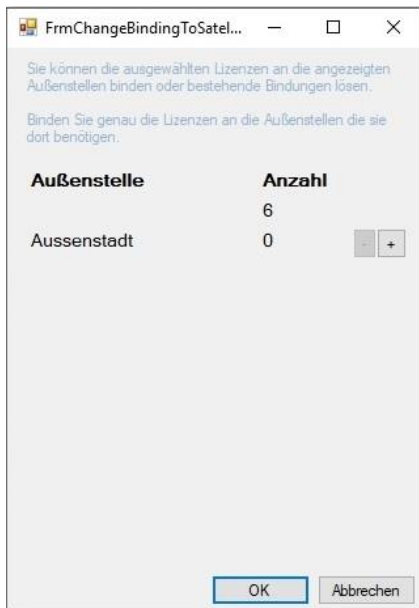 FrmChangeBindingToSatel...
Sie können die ausgewählten Lizenzen an die angezeigten
Außenstellen binden oder bestehende Bindungen lösen.
Binden Sie genau die Lizenzen an die Außenstellen die sie
dort benötigen.
Außenstelle Anzahl
6
Aussenstadt 0 - +
OK Abbrechen